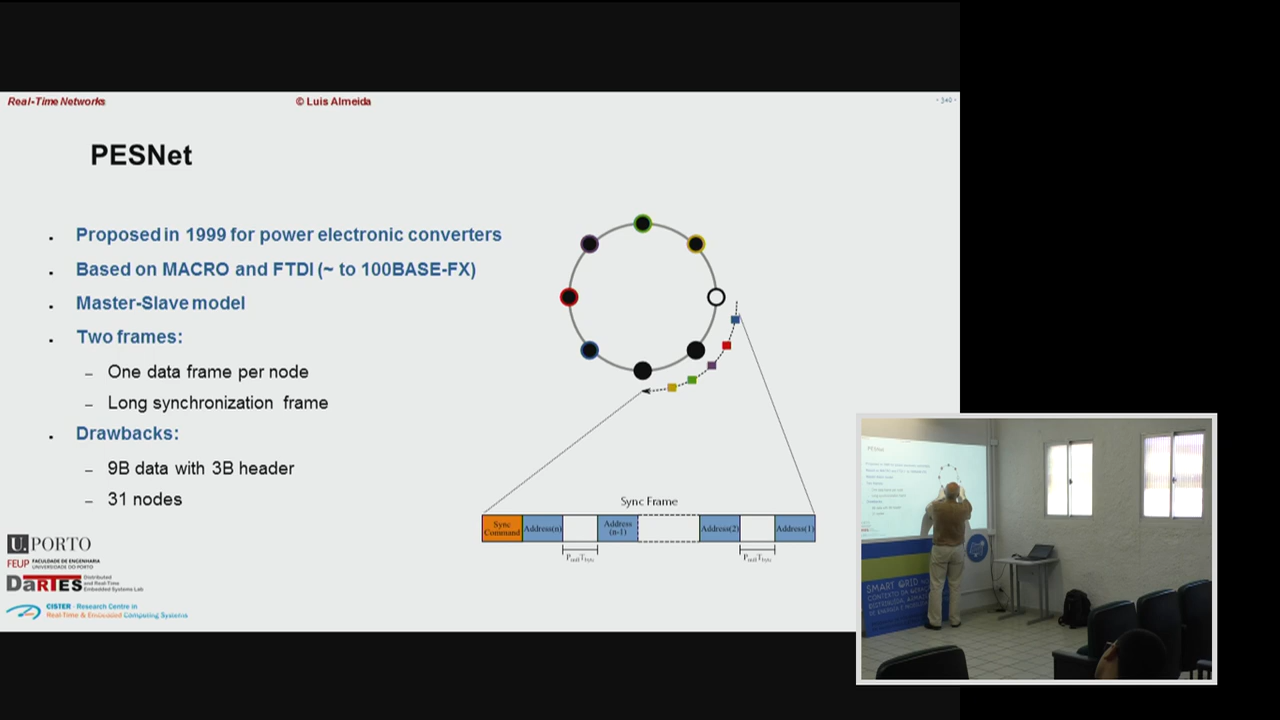 Real-Time Networks
© Luis Almeida
- 340 -
PESNet
Proposed in 1999 for power electronic converters
Based on MACRO and FTDI (~ to 100BASE-FX)
Master-Slave model
Two frames:
– One data frame per node
– Long synchronization frame
Drawbacks:
– 9B data with 3B header
– 31 nodes
Sync Frame
Sync
Command
Address(n)
Address
(n-1)
Address(2)
Address(1)
U.PORTO
FEUP FACULDADE DE ENGENHARIA
UNIVERSIDADE DO PORTO
DaRTES Distributed
and Real-Time
Embedded Systems Lab
CISTER - Research Centre in
Real-Time & Embedded Computing Systems
PESNet
SMART GRID